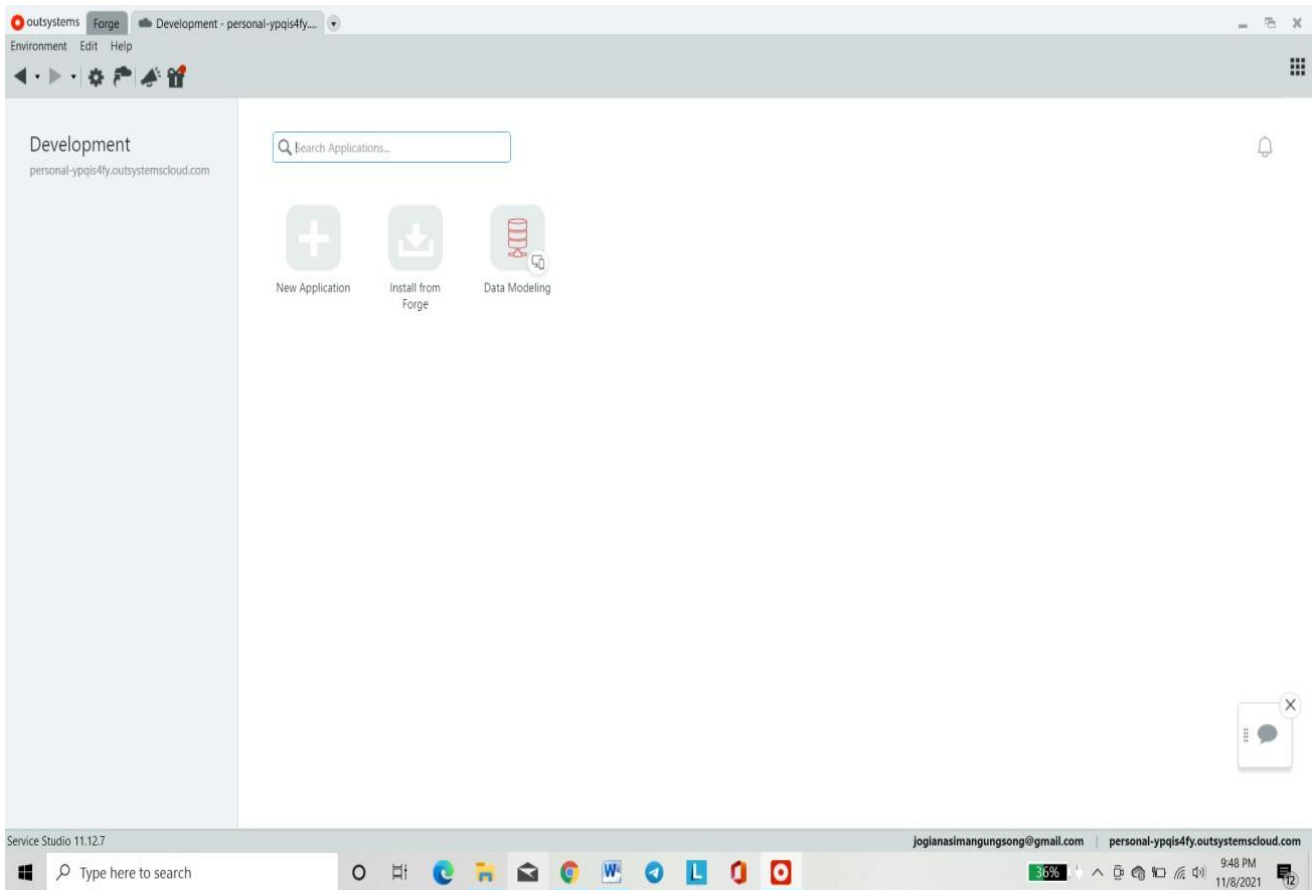 outsystems Forge Development - personal-ypqis4fy....
Environment Edit Help
Development
personal-ypqis4fy.outsystemscloud.com
Search Applications...
New Application
Install from
Forge
Data Modeling
Service Studio 11.12.7
jogianasimangungsong@gmail.com | personal-ypqis4fy.outsystemscloud.com
Type here to search
W
L
36%
9:48 PM
11/8/2021
12